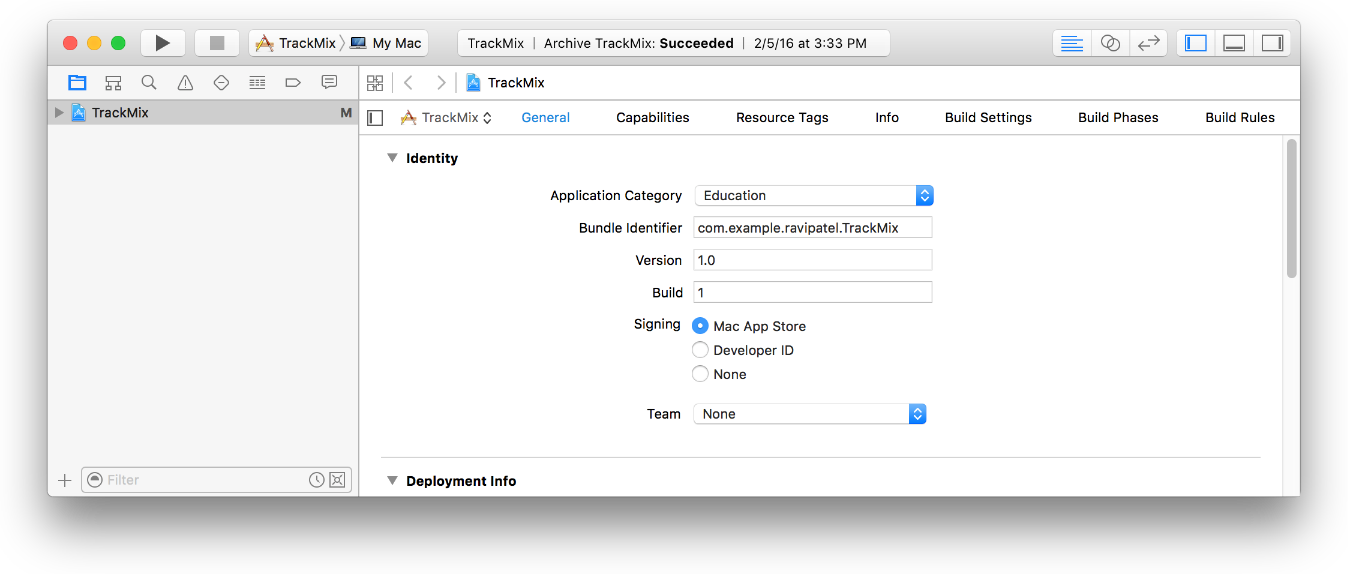 TrackMix 〉 My Mac
TrackMix | Archive TrackMix: Succeeded | 2/5/16 at 3:33 PM
TrackMix
TrackMix M
TrackMix General Capabilities Resource Tags Info Build Settings Build Phases Build Rules
Identity
Application Category Education
Bundle Identifier com.example.ravipatel.TrackMix
Version 1.0
Build 1
Signing Mac App Store
Developer ID
None
Team None
Filter
Deployment Info